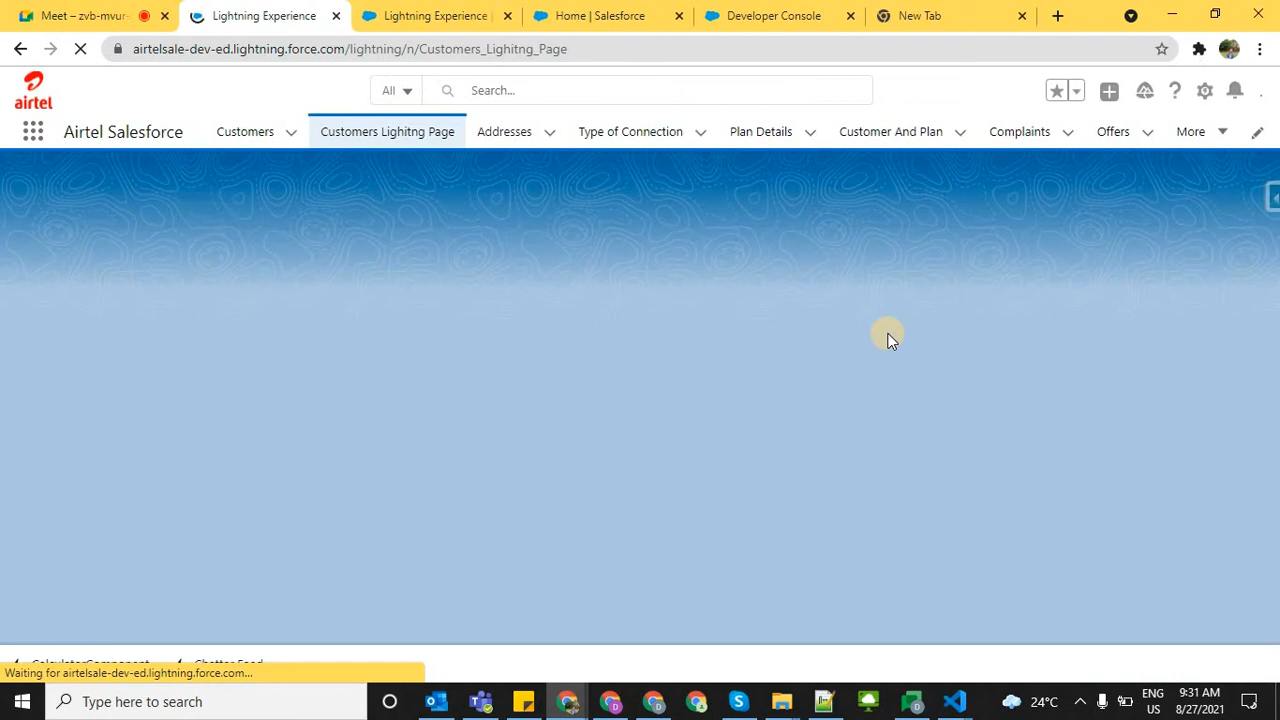 Meet – zvb-mvur-
Lightning Experience
Lightning Experience
Home | Salesforce
Developer Console
New Tab
airtelsale-dev-ed.lightning.force.com/lightning/n/Customers_Lighitng_Page
airtel
All
Search...
Airtel Salesforce
Customers
Customers Lighitng Page
Addresses
Type of Connection
Plan Details
Customer And Plan
Complaints
Offers
More
CalculatorComponent
Chatter Feed
Waiting for airtelsale-dev-ed.lightning.force.com...
Type here to search
24°C
ENG
US
9:31 AM
8/27/2021